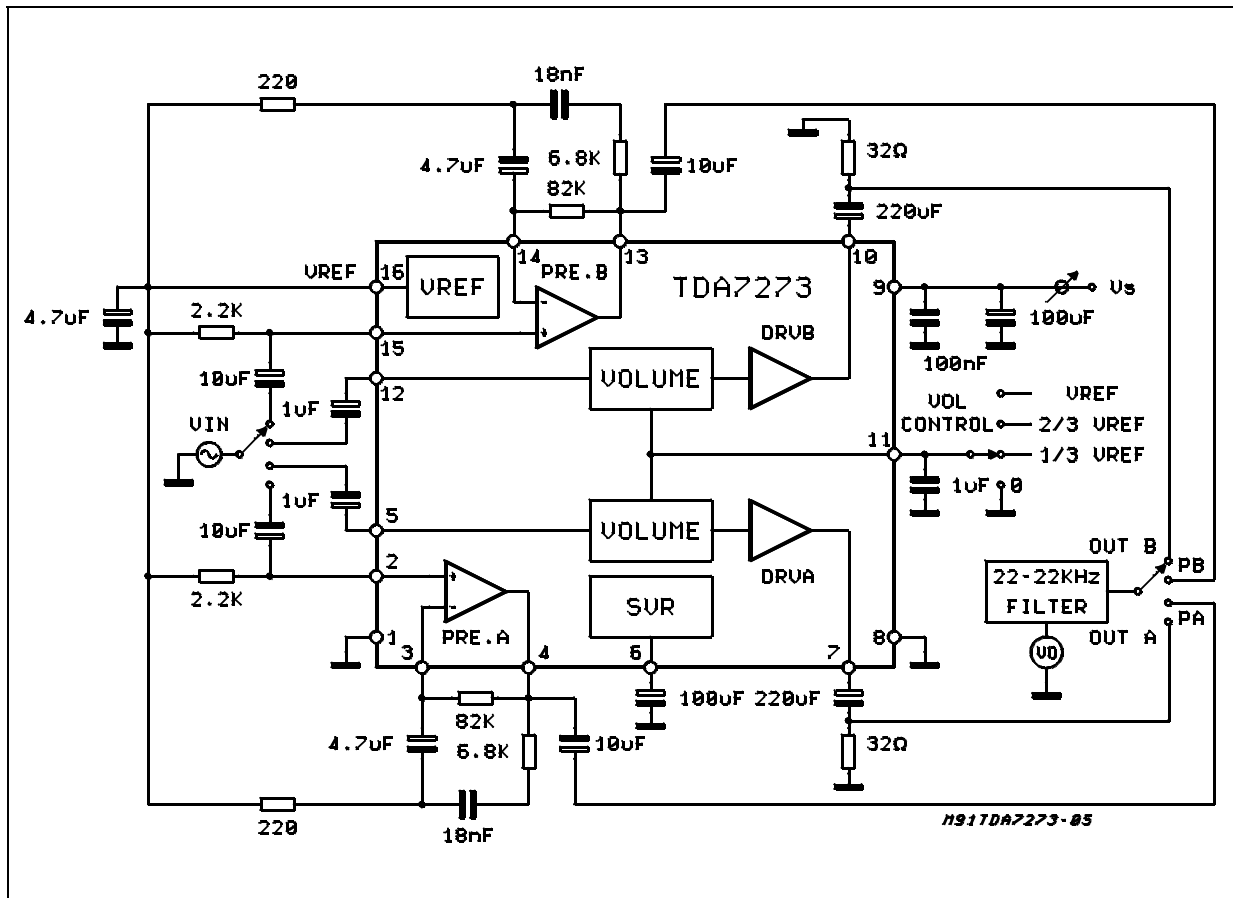 220
18nF
4.7uF
6.8K
82K
10uF
32Ω
220uF
14
13
10
VREF
16
VREF
PRE.B
TDA7273
9
Vs
4.7uF
2.2K
15
DRVB
100nF
100uF
10uF
12
VOLUME
1uF
VIN
VOL
CONTROL
VREF
2/3 VREF
1/3 VREF
11
1uF
0
1uF
5
VOLUME
10uF
2
DRVA
OUT B
PB
2.2K
22-22KHz
FILTER
SVR
PA
1
PRE.A
OUT A
8
3
4
6
7
VO
82K
100uF
220uF
4.7uF
6.8K
10uF
32Ω
220
18nF
M91TDA7273-05